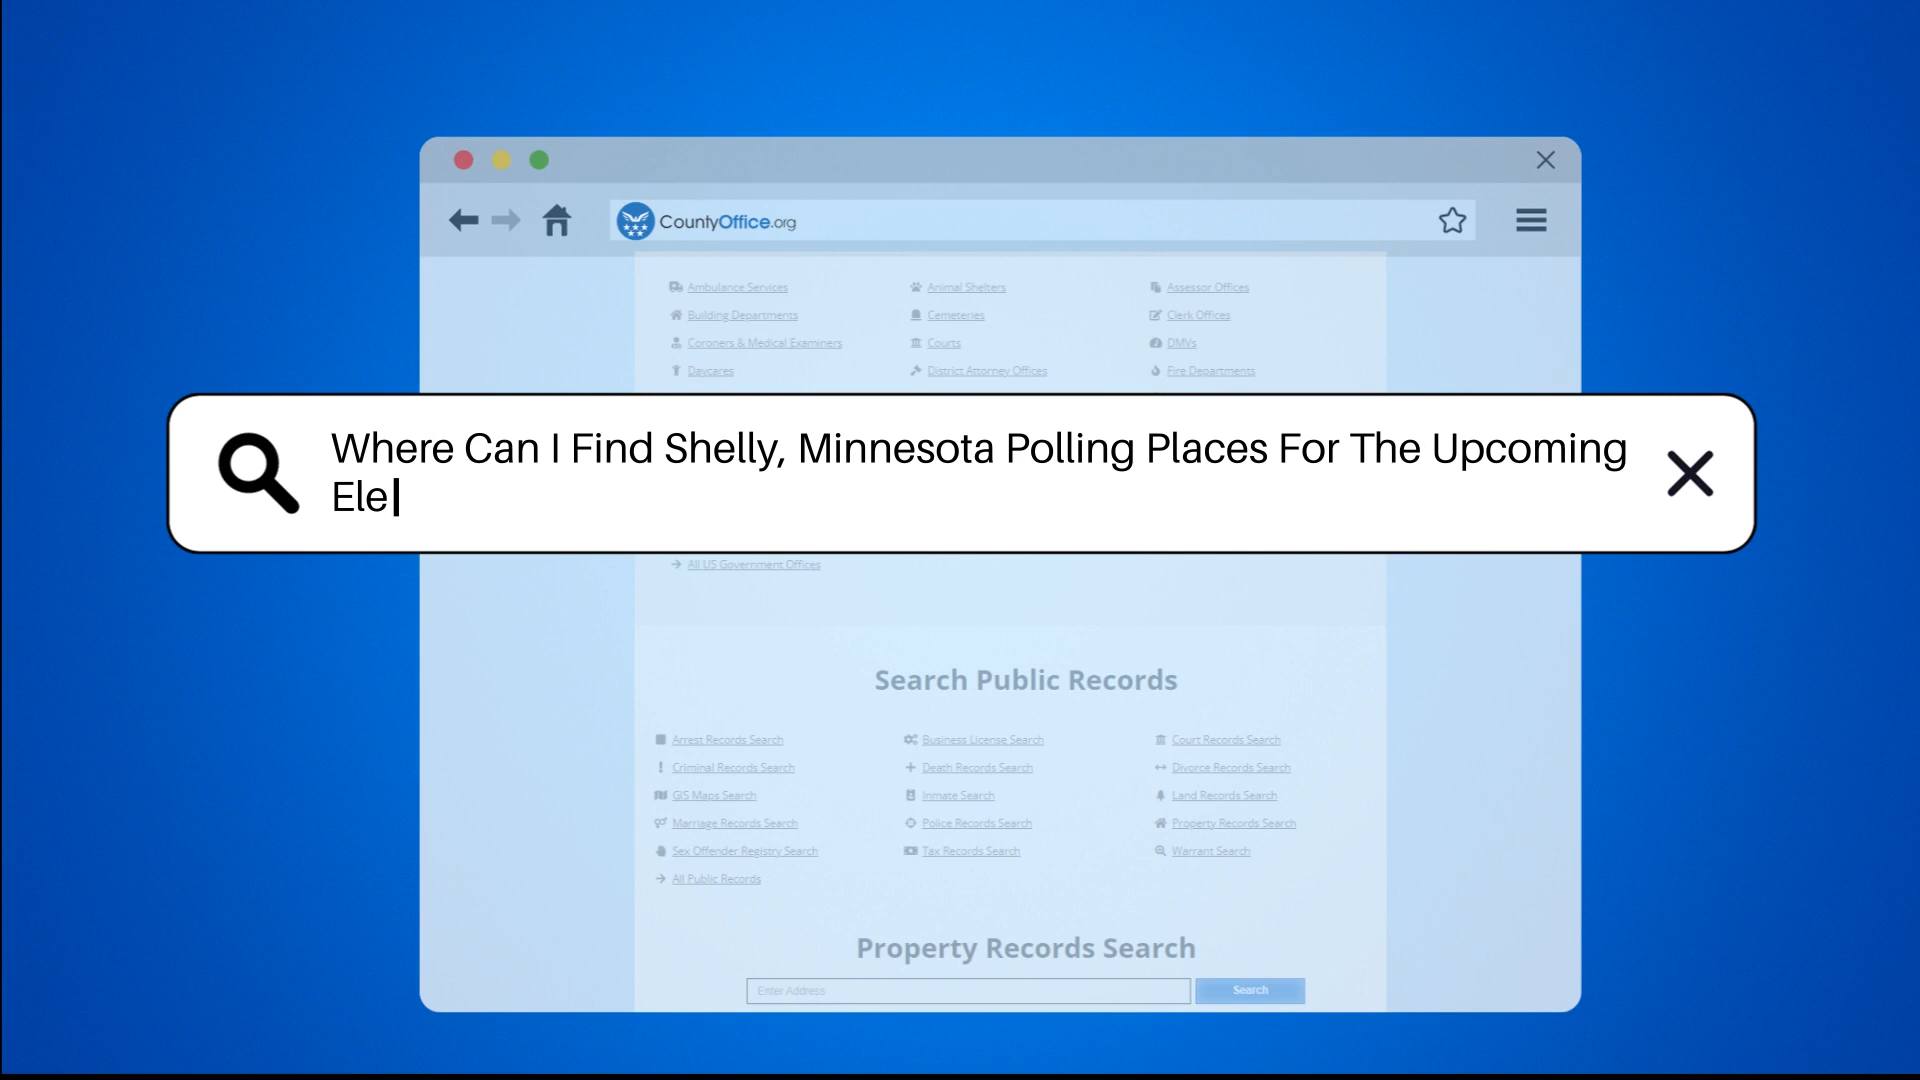 CountyOffice.org
Ambulance Services Animal Shelters Assessor Offices
Building Departments Cemeteries Clerk Offices
Coroners & Medical Examiners Courts DMVs
Daycares District Attorney Offices Fire Departments
Where Can I Find Shelly, Minnesota Polling Places For The Upcoming
Ele
All US Government Offices
Search Public Records
Arrest Records Search Business License Search Court Records Search
Criminal Records Search Death Records Search Divorce Records Search
GIS Maps Search Inmate Search Land Records Search
Marriage Records Search Police Records Search Property Records Search
Sex Offender Registry Search Tax Records Search Warrant Search
All Public Records
Property Records Search
Enter Address Search